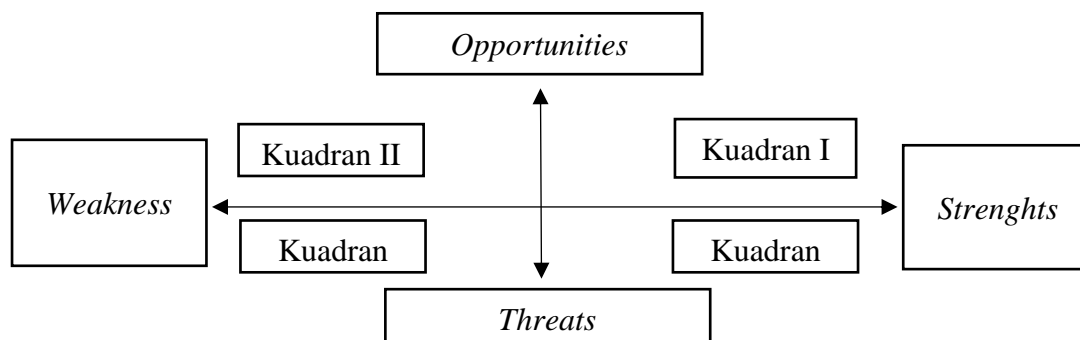 Opportunities
Kuadran II
Kuadran I
Weakness
Strenghts
Kuadran
Kuadran
Threats